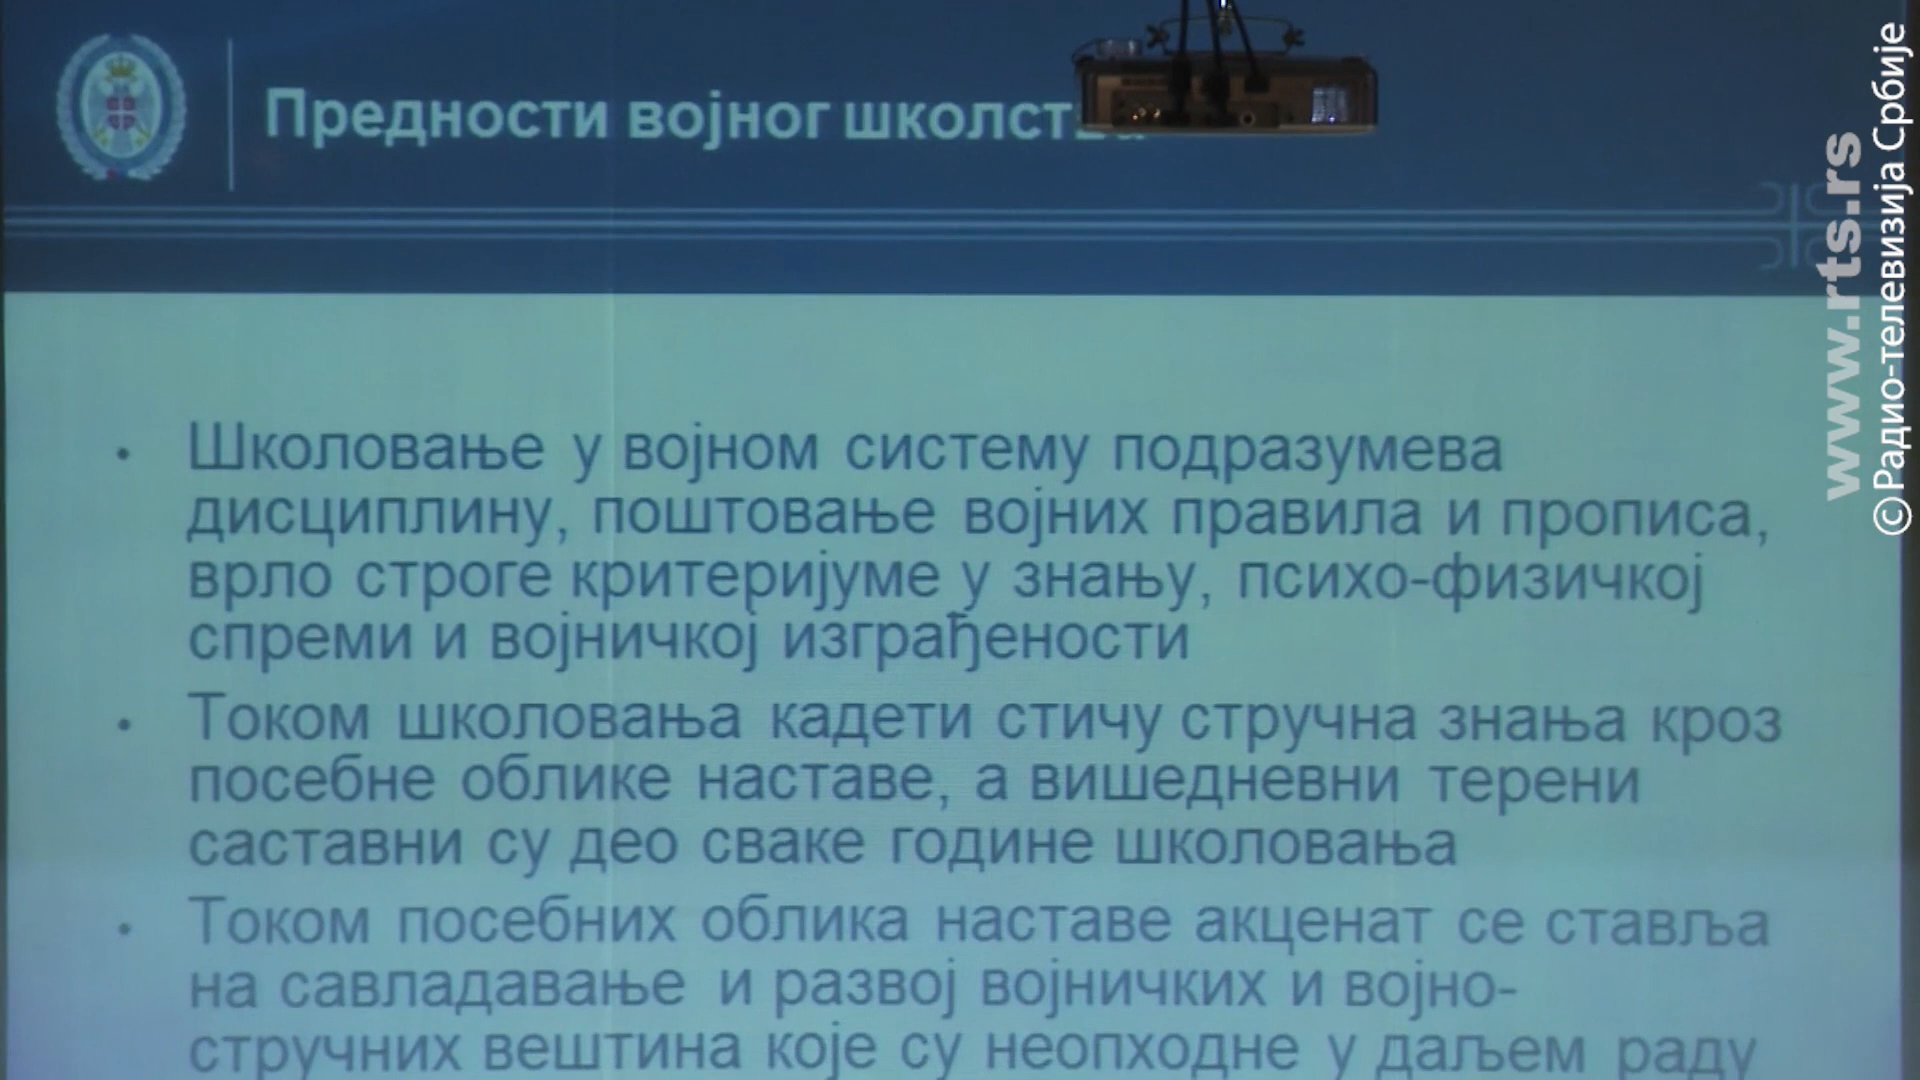 Предности војног школства
Школовање у војном систему подразумева
дисциплину, поштовање војних правила и прописа,
врло строге критеријуме у знању, психо-физичкој
спреми и војничкој изграђености
Током школовања кадети стичу стручна знања кроз
посебне облике наставе, а вишедневни терени
саставни су део сваке године школовања
Током посебних облика наставе акценат се ставља
на савладавање и развој војничких и војно-
стручних вештина које су неопходне у даљем раду
www.rts.rs
©Радио-телевизија Србије